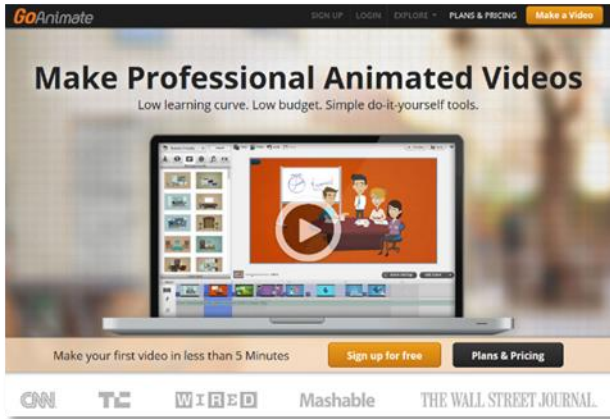 GoAnimate
SIGN UP LOGIN EXPLORE PLANS & PRICING Make a Video
Make Professional Animated Videos
Low learning curve. Low budget. Simple do-it-yourself tools.
Make your first video in less than 5 Minutes
Sign up for free
Plans & Pricing
CNN TC WIRED Mashable THE WALL STREET JOURNAL.